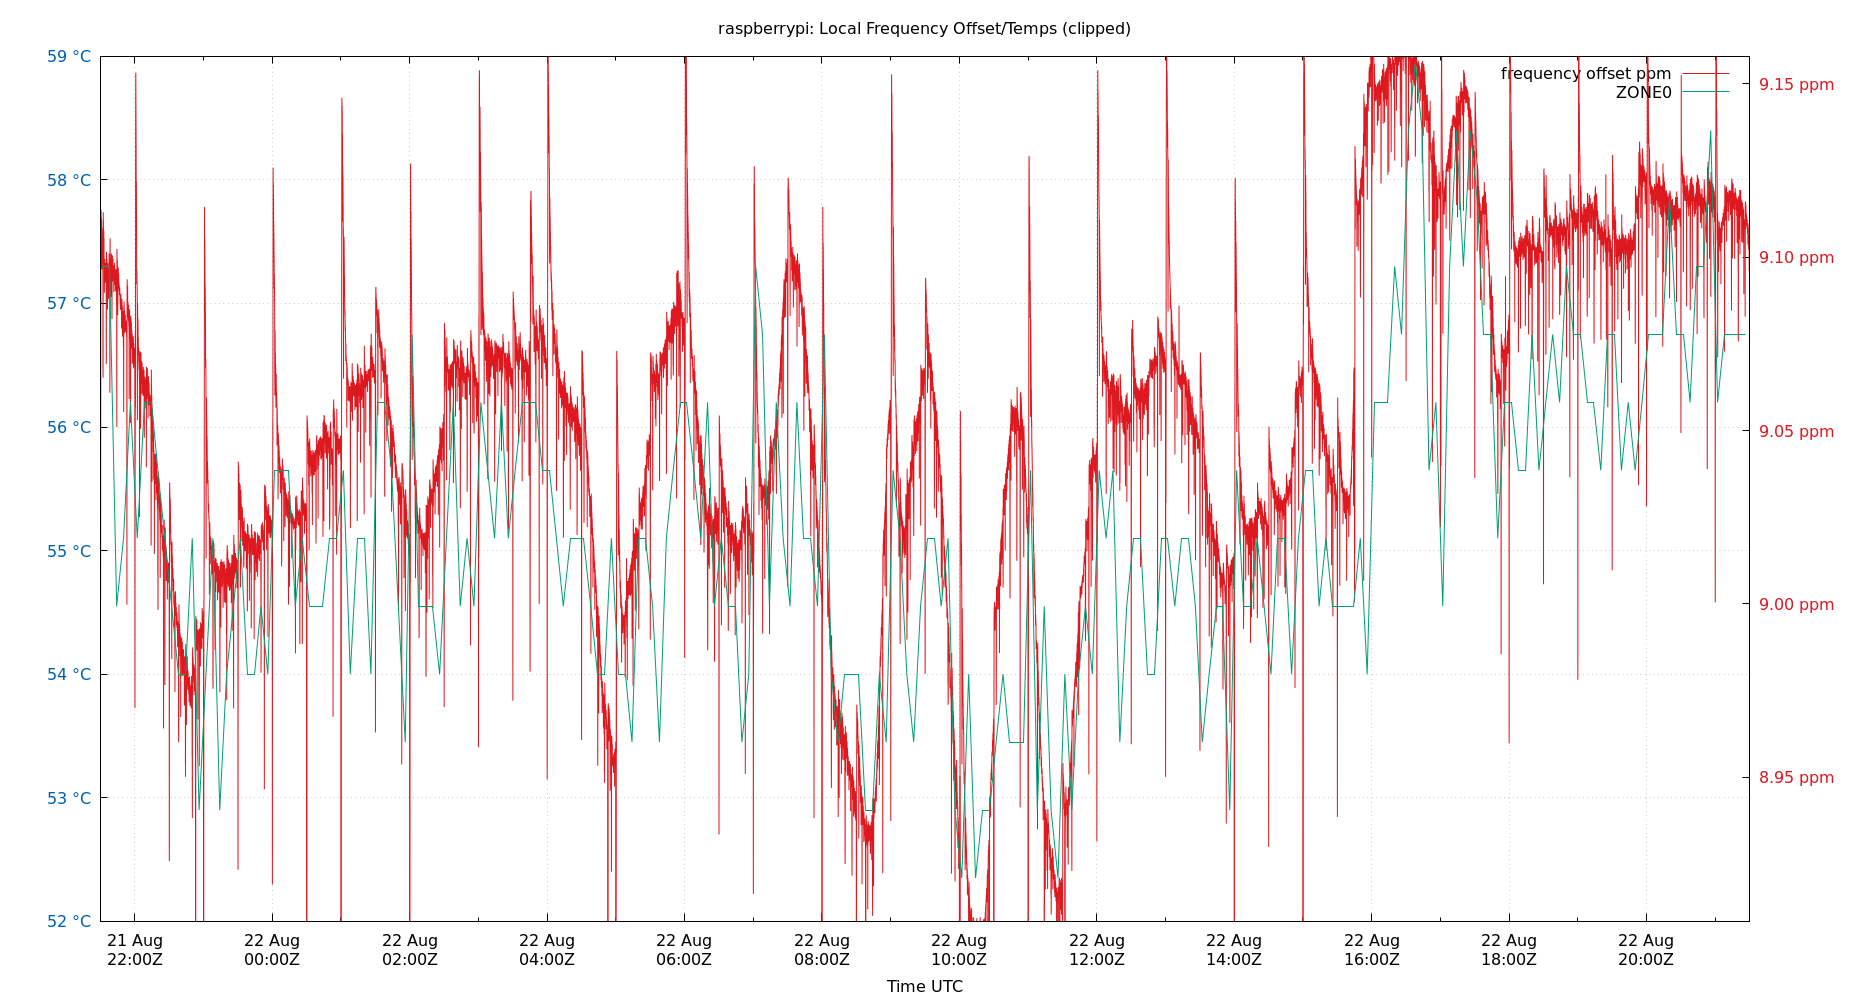 raspberrypi: Local Frequency Offset/Temps (clipped)
59 °C
58 °C
57 °C
56 °C
55 °C
54 °C
53 °C
52 °C
frequency offset ppm
ZONE0
9.15 ppm
9.10 ppm
9.05 ppm
9.00 ppm
8.95 ppm
21 Aug
22:00Z
22 Aug
00:00Z
22 Aug
02:00Z
22 Aug
04:00Z
22 Aug
06:00Z
22 Aug
08:00Z
22 Aug
10:00Z
22 Aug
12:00Z
22 Aug
14:00Z
22 Aug
16:00Z
22 Aug
18:00Z
22 Aug
20:00Z
Time UTC